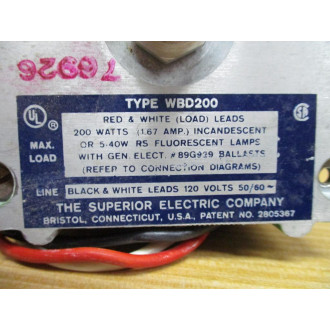 76926
TYPE WBD200
UL
®
MAX.
LOAD
RED & WHITE (LOAD) LEADS
200 WATTS (1.67 AMP.) INCANDESCENT
OR 5-40W RS FLUORESCENT LAMPS
WITH GEN. ELECT. #89G929 BALLASTS
(REFER TO CONNECTION DIAGRAMS)
LINE BLACK & WHITE LEADS 120 VOLTS 50/60~
THE SUPERIOR ELECTRIC COMPANY
BRISTOL, CONNECTICUT, U.S.A., PATENT NO. 2805367